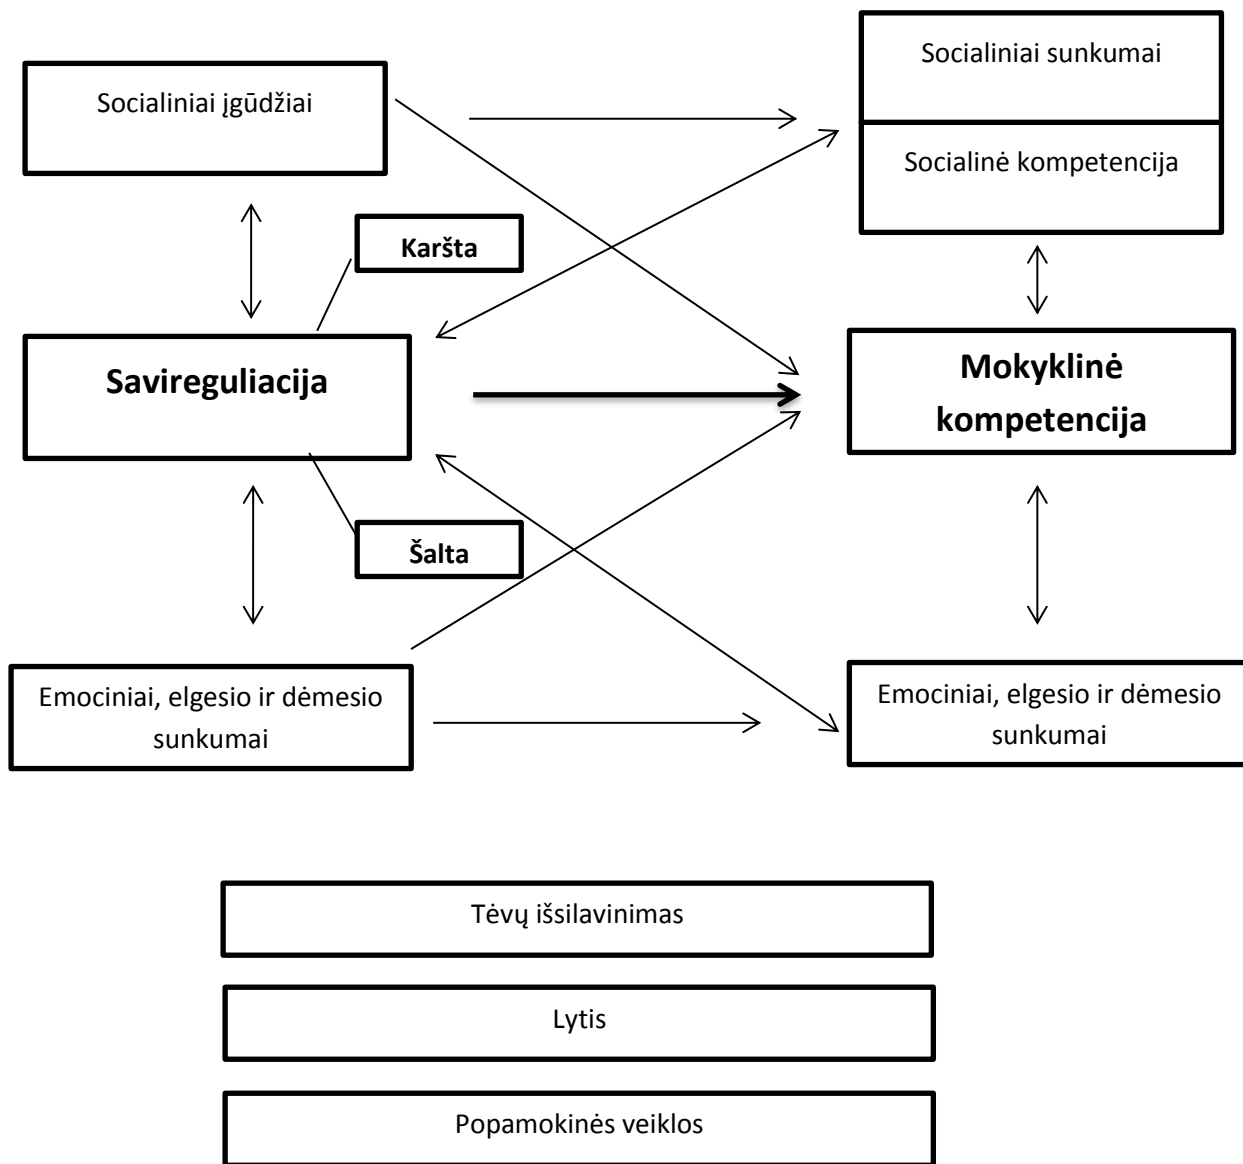 Socialiniai įgūdžiai
Socialiniai sunkumai
Socialinė kompetencija
Karšta
Savireguliacija
Mokyklinė
kompetencija
Šalta
Emociniai, elgesio ir dėmesio
sunkumai
Emociniai, elgesio ir dėmesio
sunkumai
Tėvų išsilavinimas
Lytis
Popamokinės veiklos